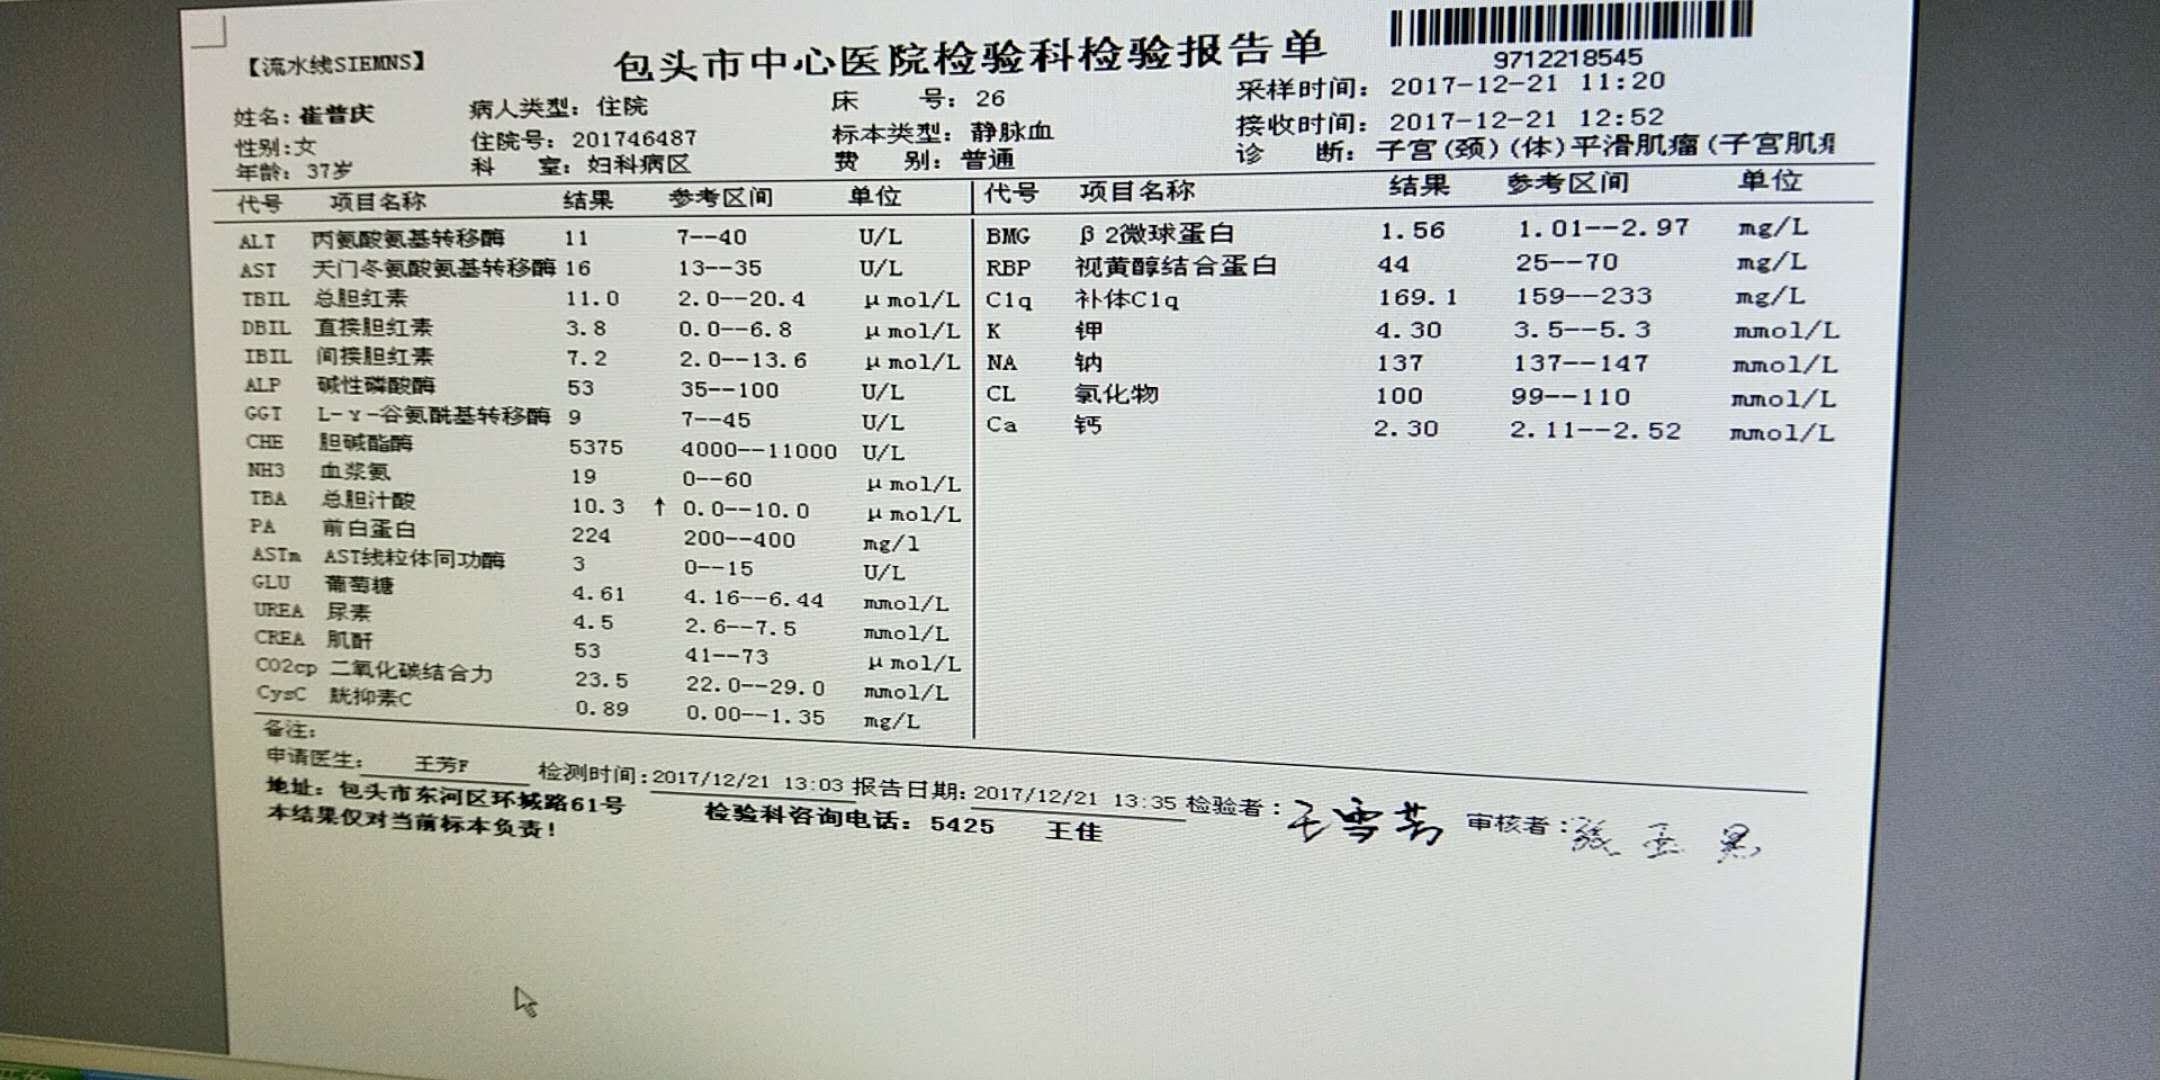 【流水线SIEMNS】
包头市中心医院检验科检验报告单
9712218545
姓名：崔普庆 病人类型：住院 床 号：26 采样时间：2017-12-21 11:20
性别:女 住院号：201746487 标本类型：静脉血 接收时间：2017-12-21 12:52
年龄：37岁 科 室：妇科病区 费 别：普通 诊 断：子宫(颈)(体)平滑肌瘤(子宫肌
代号 项目名称 结果 参考区间 单位 代号 项目名称 结果 参考区间 单位
ALT 丙氨酸氨基转移酶 11 7--40 U/L BMG β2微球蛋白 1.56 1.01--2.97 mg/L
AST 天门冬氨酸氨基转移酶 16 13--35 U/L RBP 视黄醇结合蛋白 44 25--70 mg/L
TBIL 总胆红素 11.0 2.0--20.4 μmol/L C1q 补体C1q 169.1 159--233 mg/L
DBIL 直接胆红素 3.8 0.0--6.8 μmol/L K 钾 4.30 3.5--5.3 mmol/L
IBIL 间接胆红素 7.2 2.0--13.6 μmol/L NA 钠 137 137--147 mmol/L
ALP 碱性磷酸酶 53 35--100 U/L CL 氯化物 100 99--110 mmol/L
GGT L-γ-谷氨酰基转移酶 9 7--45 U/L Ca 钙 2.30 2.11--2.52 mmol/L
CHE 胆碱酯酶 5375 4000--11000 U/L
NH3 血浆氨 19 0--60 μmol/L
TBA 总胆汁酸 10.3 ↑ 0.0--10.0 μmol/L
PA 前白蛋白 224 200--400 mg/l
ASTm AST线粒体同功酶 3 0--15 U/L
GLU 葡萄糖 4.61 4.16--6.44 mmol/L
UREA 尿素 4.5 2.6--7.5 mmol/L
CREA 肌酐 53 41--73 μmol/L
CO2cp 二氧化碳结合力 23.5 22.0--29.0 mmol/L
CysC 胱抑素C 0.89 0.00--1.35 mg/L
备注：
申请医生： 王芳F 检测时间:2017/12/21 13:03 报告日期:2017/12/21 13:35 检验者: 王雪芳 审核者:张
地址：包头市东河区环城路61号 检验科咨询电话：5425 王佳
本结果仅对当前标本负责！